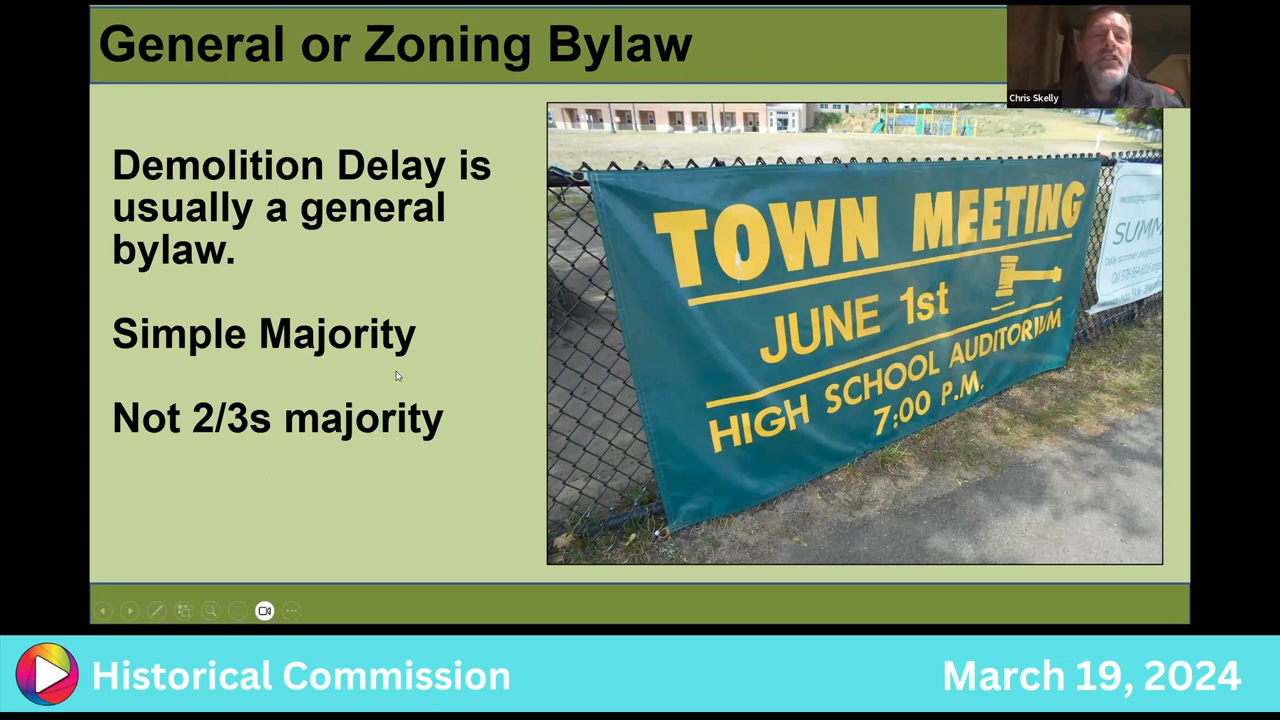 General or Zoning Bylaw
Chris Skelly
Demolition Delay is
usually a general
bylaw.
Simple Majority
Not 2/3s majority
TOWN MEETING
JUNE 1st
HIGH SCHOOL AUDITORIUM
7:00 P.M.
SUMM
Historical Commission
March 19, 2024